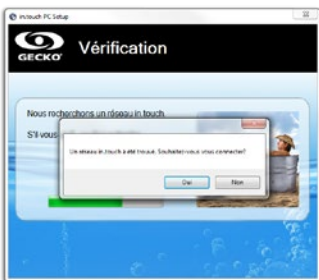 in.touch PC Setup
GECKO
Vérification
Nous recherchons un réseau in.touch
S'il vous
Un réseau in.touch a été trouvé. Souhaitez-vous vous connecter?
Oui
Non